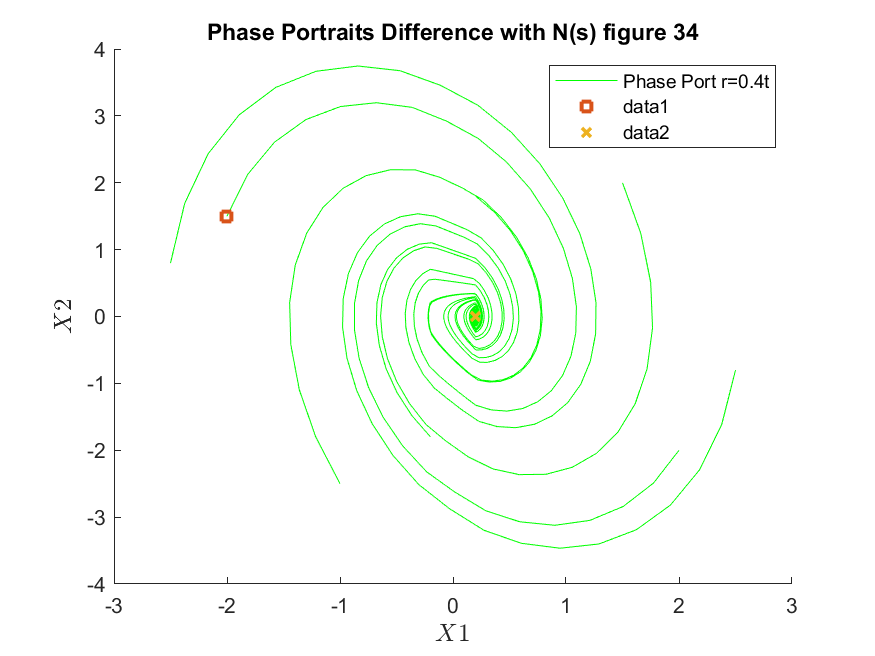 Phase Portraits Difference with N(s) figure 34
Phase Port r=0.4t
data1
data2
4
3
2
1
0
-1
-2
-3
-4
X2
-3 -2 -1 0 1 2 3
X1